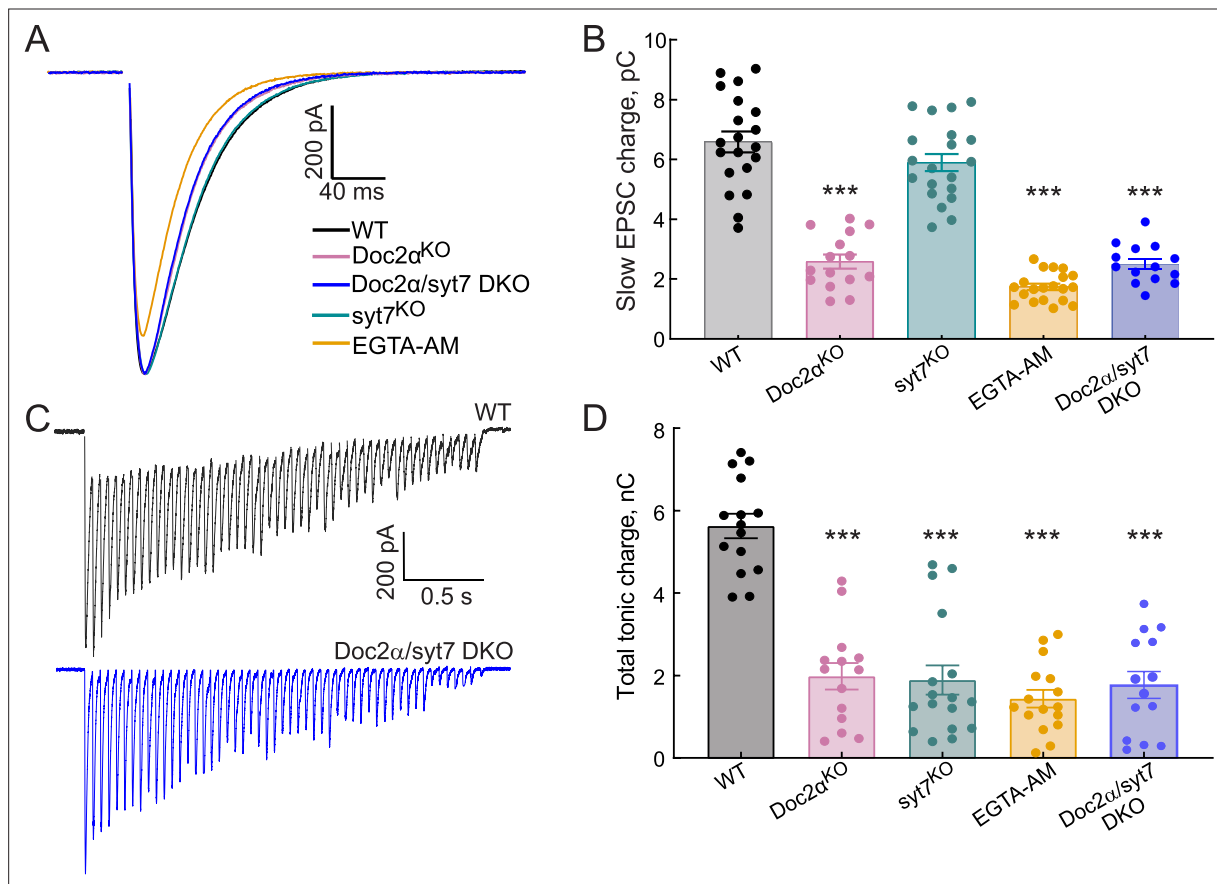 A
200 pA
40 ms
WT
Doc2αKO
Doc2α/syt7 DKO
syt7KO
EGTA-AM
B
Slow EPSC charge, pC
10
8
6
4
2
0
***
***
***
WT
Doc2αKO
syt7KO
EGTA-AM
Doc2α/syt7
DKO
C
WT
200 pA
0.5 s
Doc2α/syt7 DKO
D
Total tonic charge, nC
8
6
4
2
0
***
***
***
***
WT
Doc2αKO
syt7KO
EGTA-AM
Doc2α/syt7
DKO